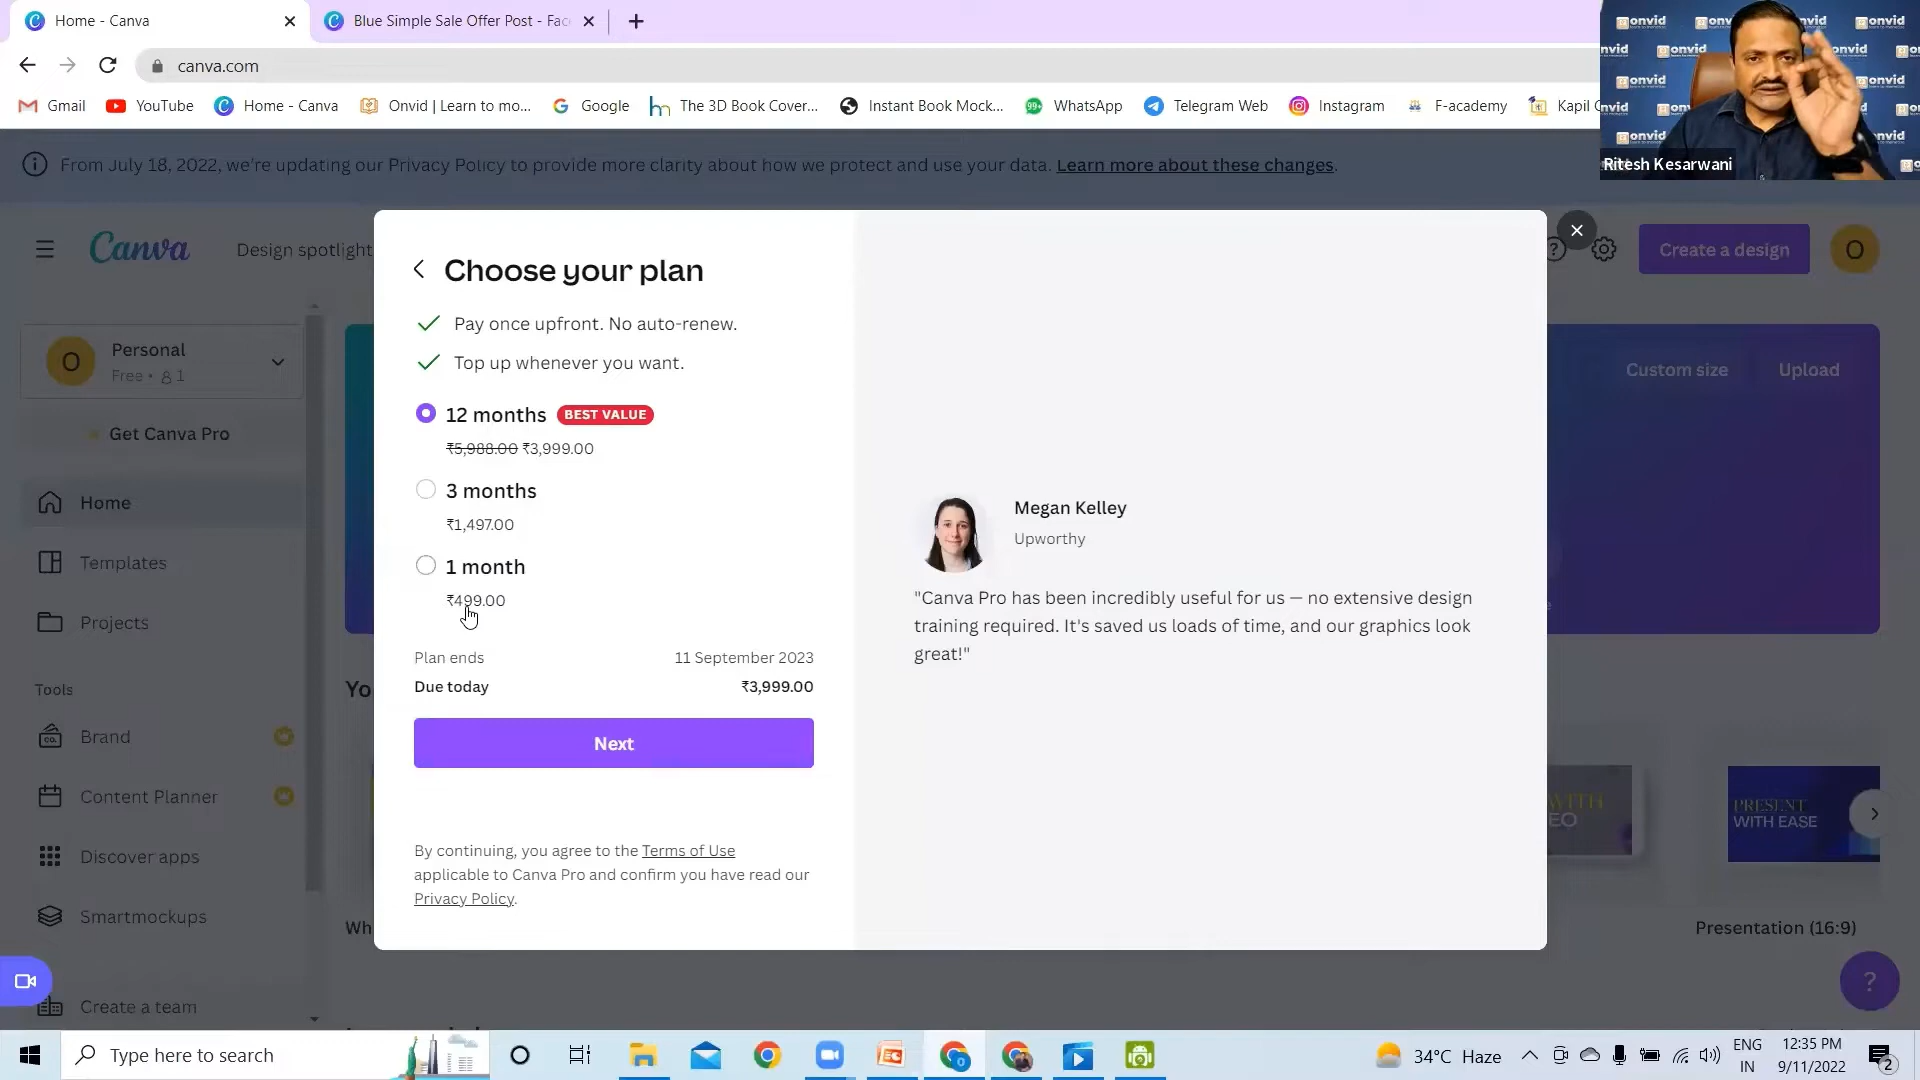 Home - Canva
Blue Simple Sale Offer Post - Fac
canva.com
Gmail
YouTube
Home - Canva
Onvid | Learn to mo...
Google
The 3D Book Cover...
Instant Book Mock...
99+
WhatsApp
Telegram Web
Instagram
F-academy
Kapil
onvid
Ritesh Kesarwani
From July 18, 2022, we're updating our Privacy Policy to provide more clarity about how we protect and use your data. Learn more about these changes.
Canva
Design spotlight
Create a design
O
O
Personal
Free • 1
Get Canva Pro
Home
Templates
Projects
Tools
Brand
Content Planner
Discover apps
Smartmockups
Create a team
Choose your plan
Pay once upfront. No auto-renew.
Top up whenever you want.
12 months BEST VALUE
₹5,988.00 ₹3,999.00
3 months
₹1,497.00
1 month
₹499.00
Plan ends 11 September 2023
Due today ₹3,999.00
Next
By continuing, you agree to the Terms of Use
applicable to Canva Pro and confirm you have read our
Privacy Policy.
Megan Kelley
Upworthy
"Canva Pro has been incredibly useful for us — no extensive design
training required. It's saved us loads of time, and our graphics look
great!"
Custom size
Upload
Yo
Wh
WITH
EO
PRESENT
WITH EASE
Presentation (16:9)
?
Type here to search
34°C Haze
ENG
IN
12:35 PM
9/11/2022
2